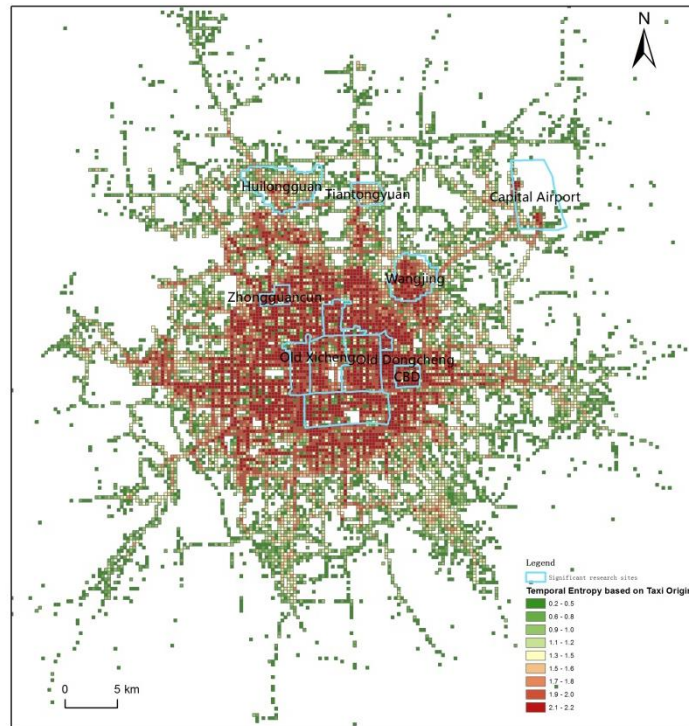 N
Huilongguan
Tiantongyuan
Capital Airport
Wangjing
Zhongguancun
Old Xicheng
Old Dongcheng
CBD
Legend
Significant research sites
Temporal Entropy based on Taxi Origin
0.2 - 0.5
0.6 - 0.8
0.9 - 1.0
1.1 - 1.2
1.3 - 1.5
1.5 - 1.6
1.7 - 1.8
1.9 - 2.0
2.1 - 2.2
0 5 km